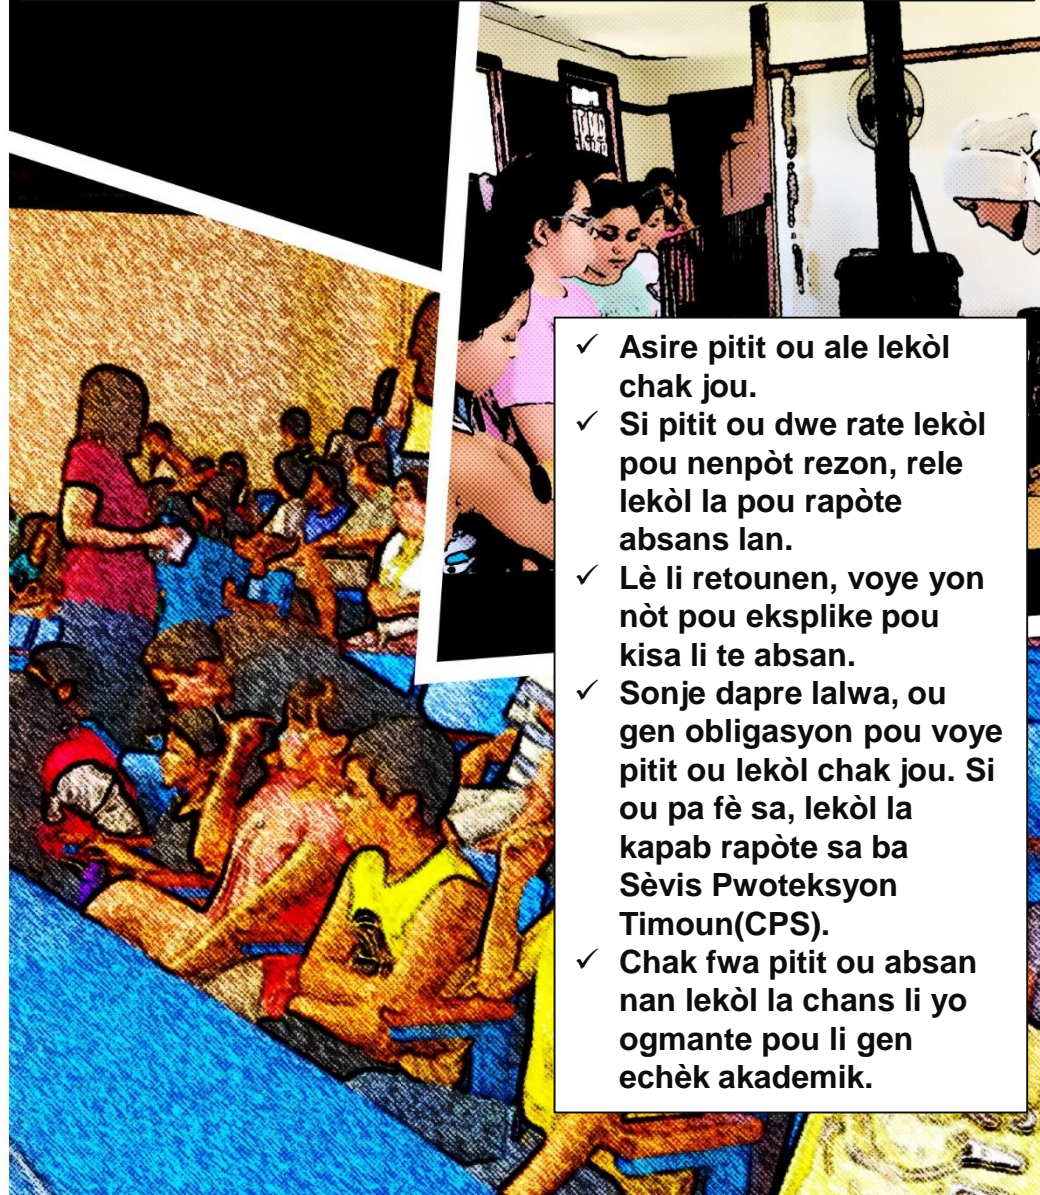 ✓ Asire pitit ou ale lekòl
chak jou.
✓ Si pitit ou dwe rate lekòl
pou nenpòt rezon, rele
lekòl la pou rapòte
absans lan.
✓ Lè li retounen, voye yon
nòt pou eksplike pou
kisa li te absan.
✓ Sonje dapre lalwa, ou
gen obligasyon pou voye
pitit ou lekòl chak jou. Si
ou pa fè sa, lekòl la
kapab rapòte sa ba
Sèvis Pwoteksyon
Timoun(CPS).
✓ Chak fwa pitit ou absan
nan lekòl la chans li yo
ogmante pou li gen
echèk akademik.